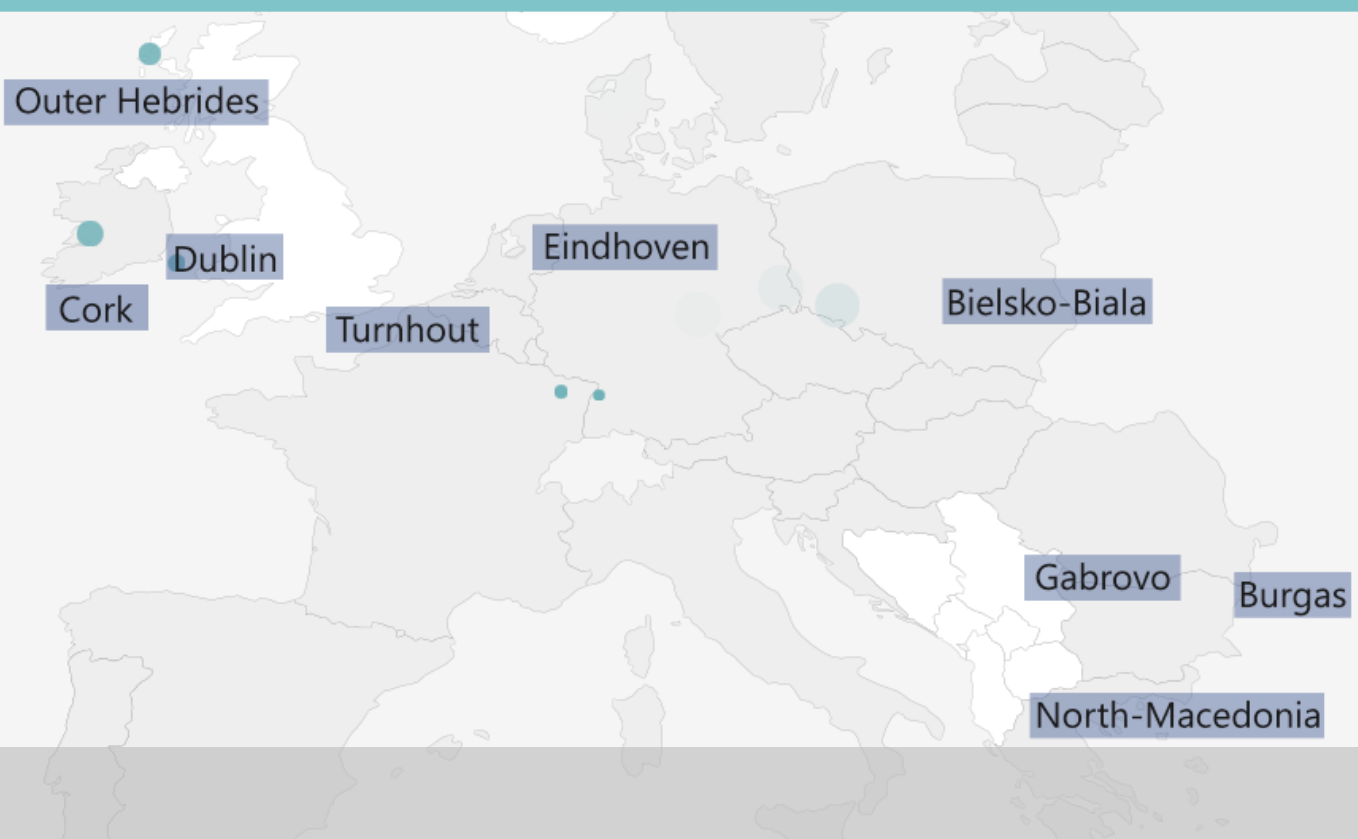 Outer Hebrides
Eindhoven
Dublin
Cork
Bielsko-Biala
Turnhout
Gabrovo
Burgas
North-Macedonia